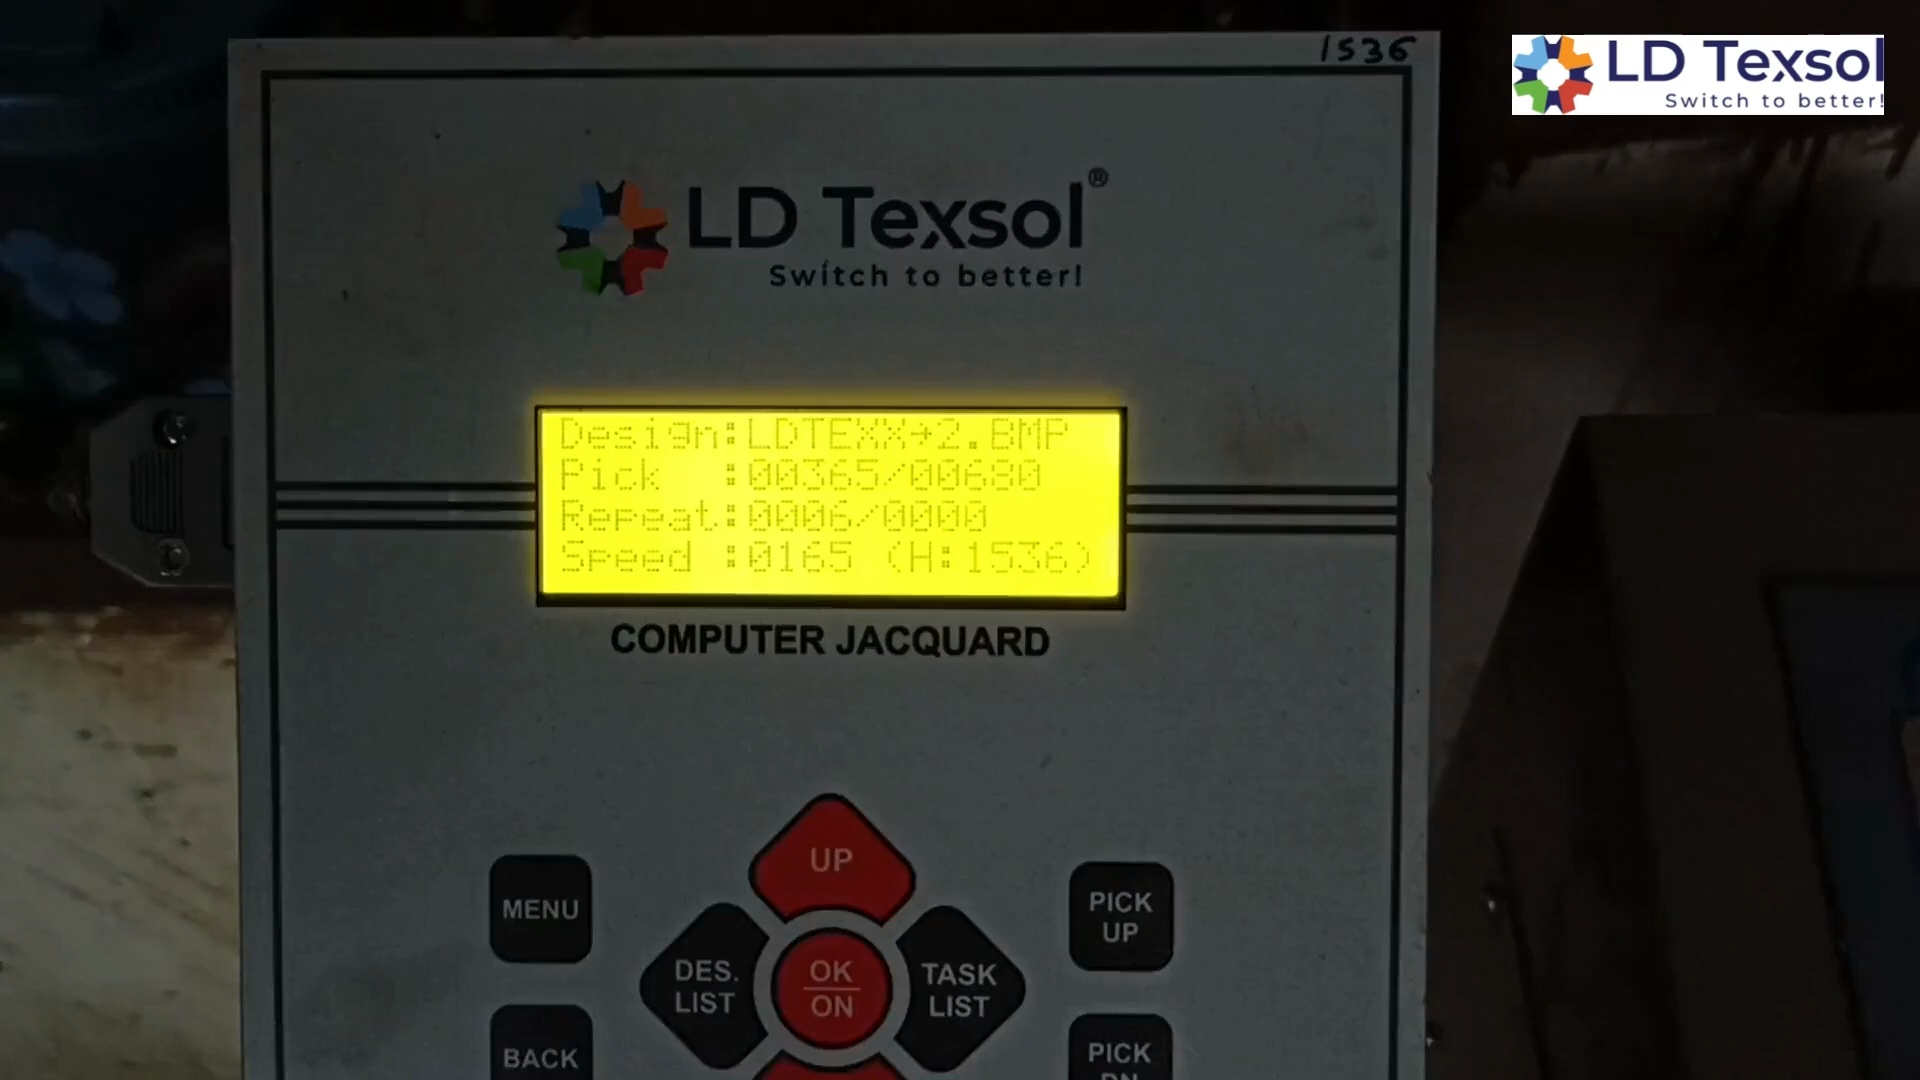 1536
LD Texsol
Switch to better!
LD Texsol®
Switch to better!
Design:LDTEXX→2.BMP
Pick :00365/00680
Repeat:0006/0000
Speed :0165 (H:1536)
COMPUTER JACQUARD
UP
MENU
PICK
UP
DES.
LIST
OK
ON
TASK
LIST
BACK
PICK